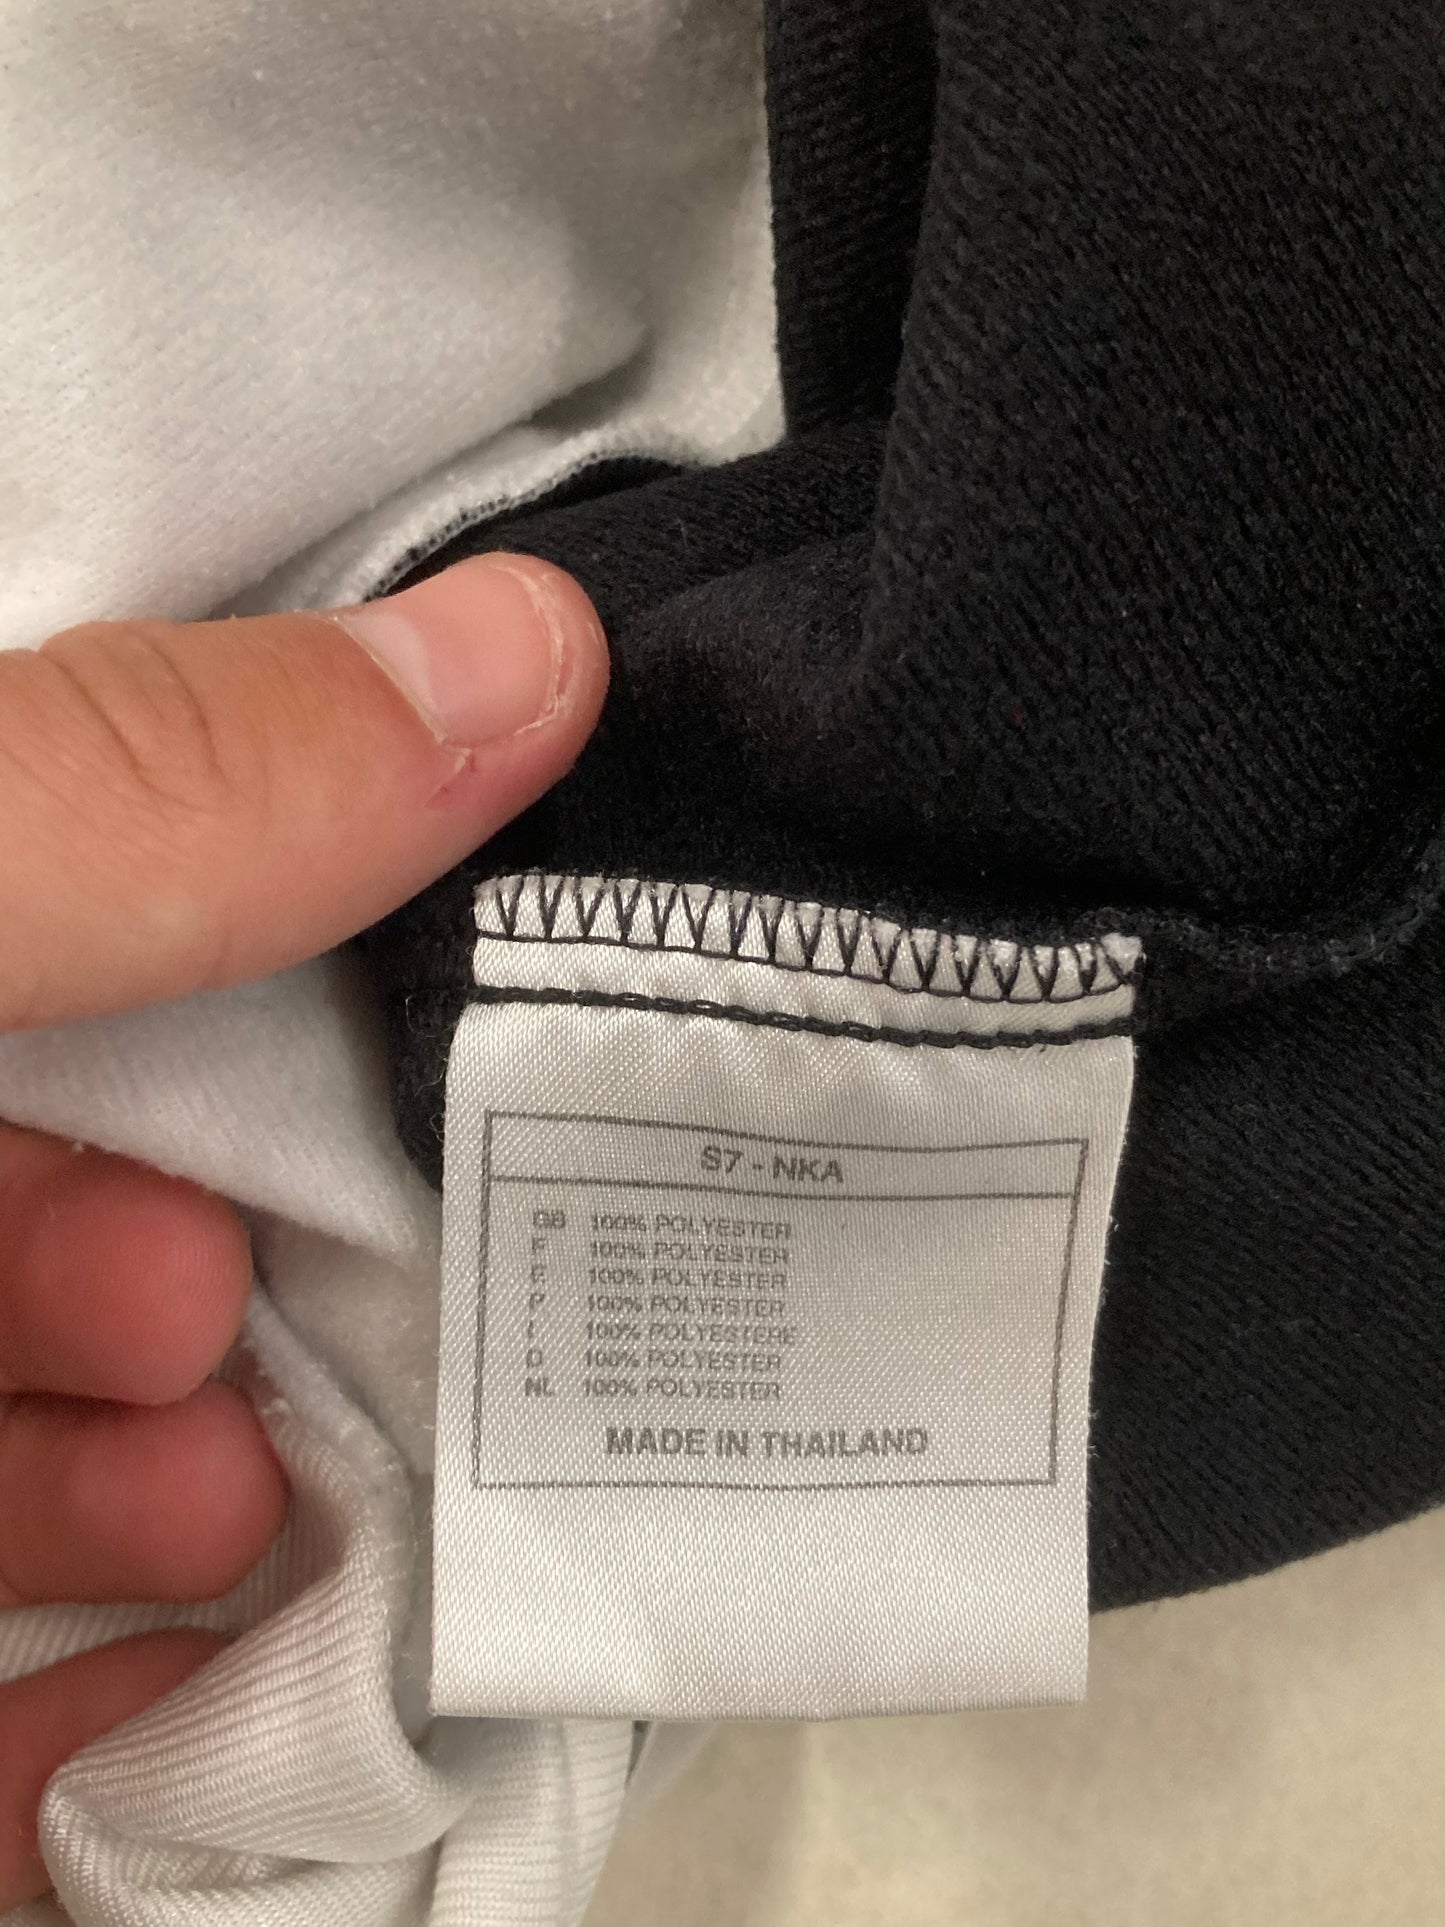 S7 - NKA
GB 100% POLYESTER
F 100% POLYESTER
E 100% POLYESTER
P 100% POLYESTER
I 100% POLYESTERE
D 100% POLYESTER
NL 100% POLYESTER
MADE IN THAILAND